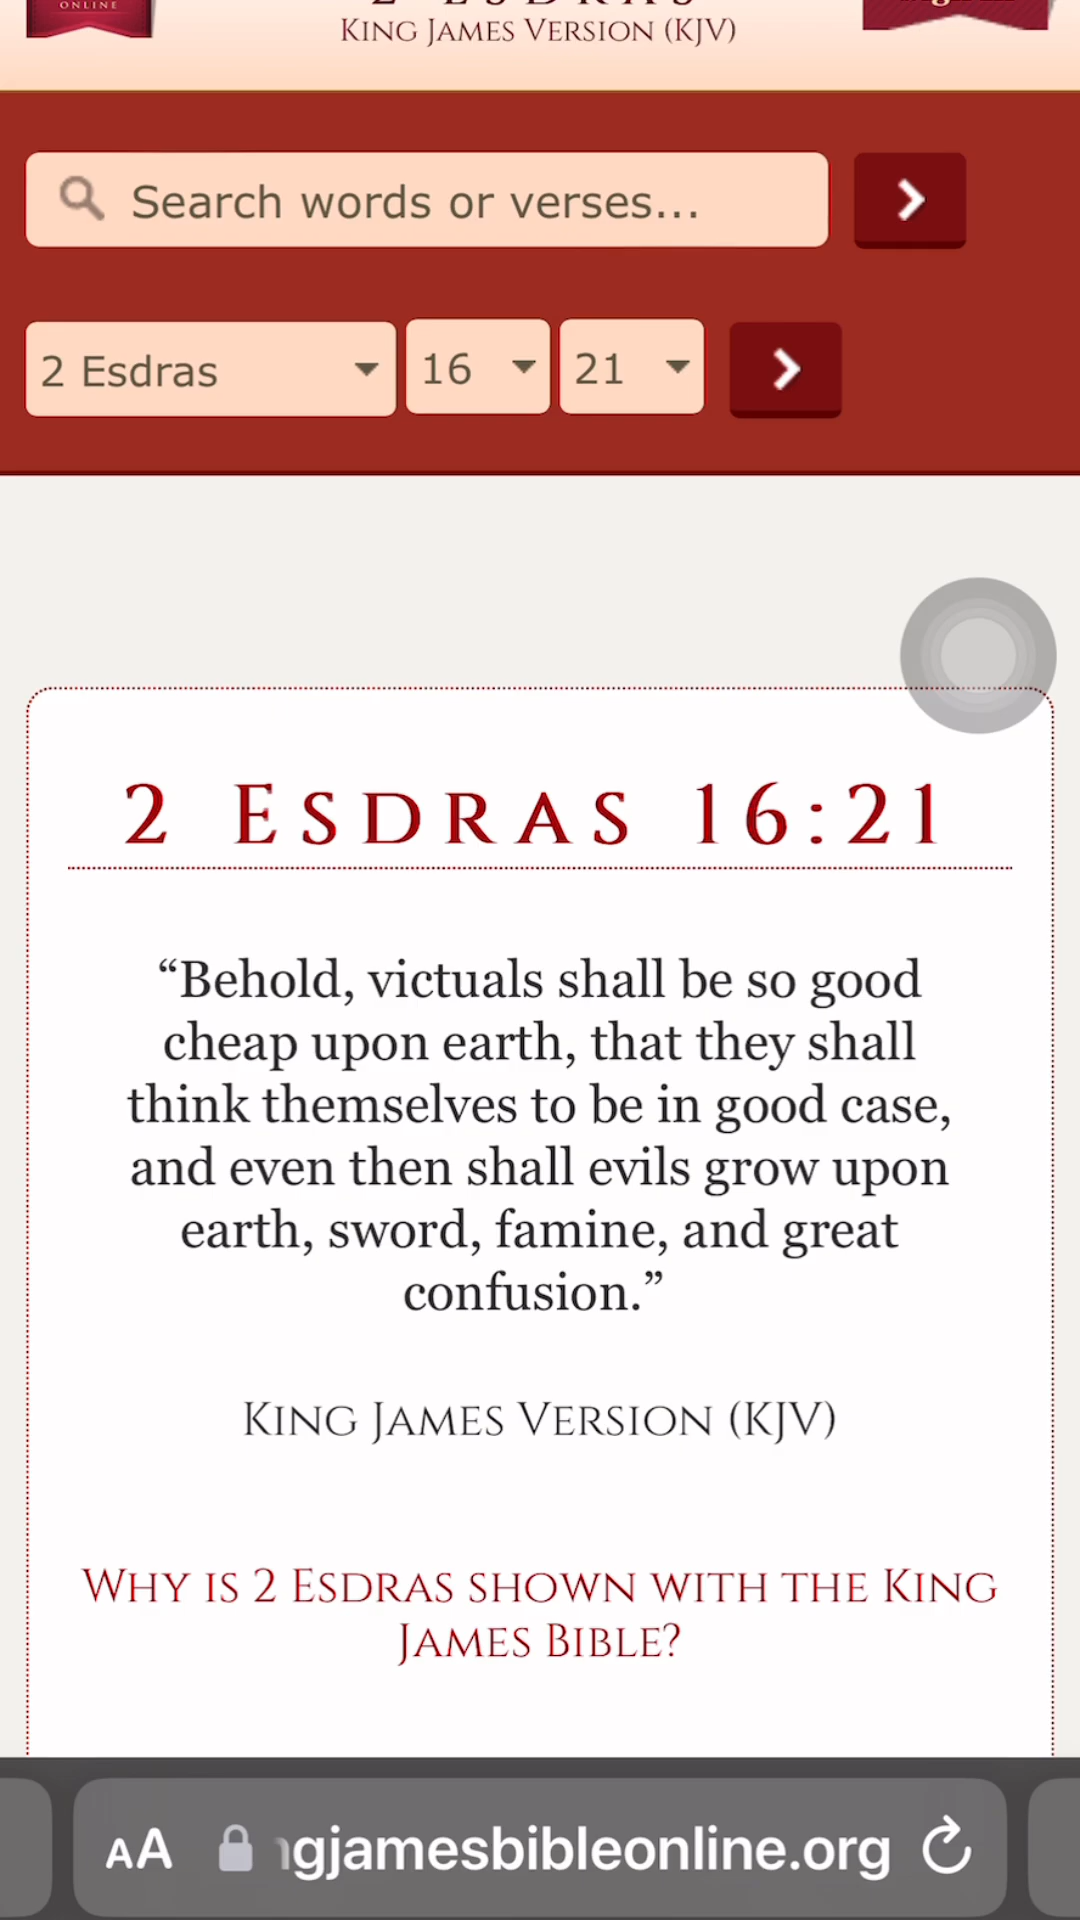 ONLINE
2 ESDRAS
KING JAMES VERSION (KJV)
Search words or verses...
2 Esdras
16
21
2 ESDRAS 16:21
“Behold, victuals shall be so good
cheap upon earth, that they shall
think themselves to be in good case,
and even then shall evils grow upon
earth, sword, famine, and great
confusion.”
KING JAMES VERSION (KJV)
WHY IS 2 ESDRAS SHOWN WITH THE KING
JAMES BIBLE?
AA
gjamesbibleonline.org